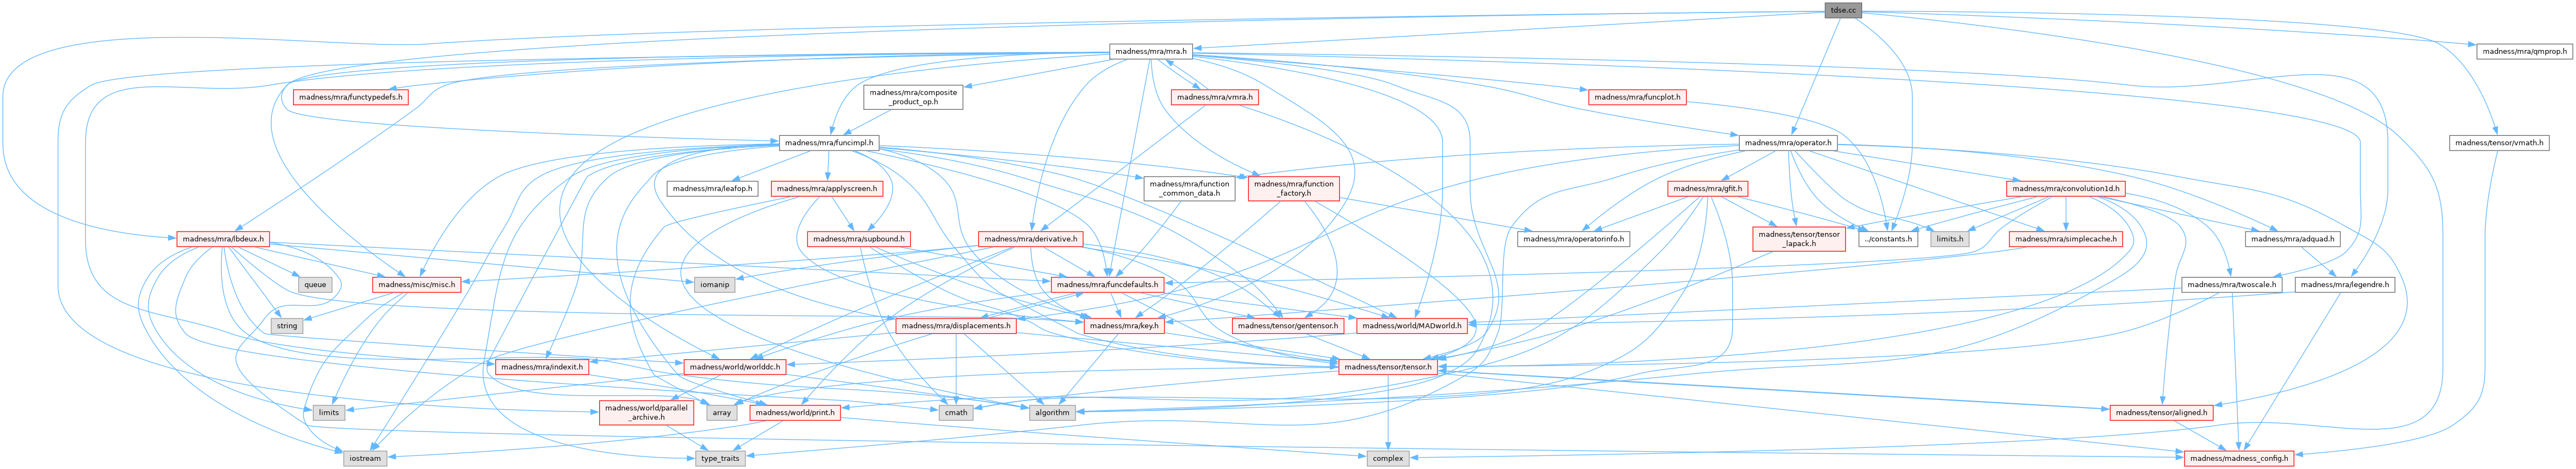 tdse.cc
madness/mra/mra.h
madness/mra/qmprop.h
madness/mra/functypedefs.h
madness/mra/composite
_product_op.h
madness/mra/vmra.h
madness/mra/funcplot.h
madness/mra/funcimpl.h
madness/mra/operator.h
madness/tensor/vmath.h
madness/mra/leafop.h
madness/mra/applyscreen.h
madness/mra/function
_common_data.h
madness/mra/function
_factory.h
madness/mra/gfit.h
madness/mra/convolution1d.h
madness/mra/lbdeux.h
madness/mra/supbound.h
madness/mra/derivative.h
madness/mra/operatorinfo.h
madness/tensor/tensor
_lapack.h
../constants.h
limits.h
madness/mra/simplecache.h
madness/mra/adquad.h
queue
madness/misc/misc.h
iomanip
madness/mra/funcdefaults.h
madness/mra/twoscale.h
madness/mra/legendre.h
string
madness/mra/displacements.h
madness/mra/key.h
madness/tensor/gentensor.h
madness/world/MADworld.h
madness/mra/indexit.h
madness/world/worlddc.h
madness/tensor/tensor.h
limits
madness/world/parallel
_archive.h
array
madness/world/print.h
cmath
algorithm
madness/tensor/aligned.h
iostream
type_traits
complex
madness/madness_config.h